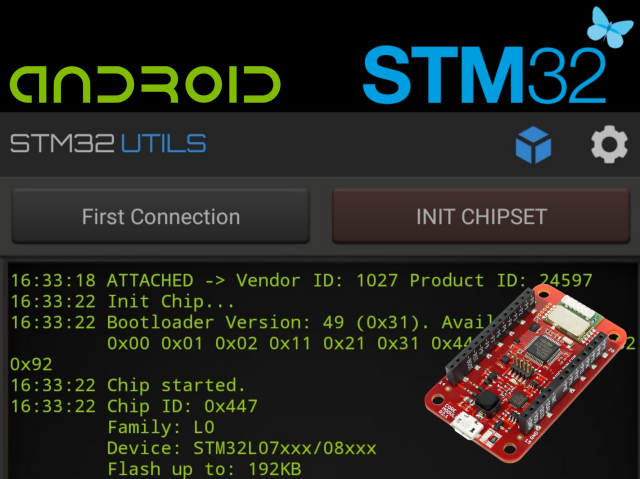 ANDROID
STM32
STM32 UTILS
First Connection
INIT CHIPSET
16:33:18 ATTACHED -> Vendor ID: 1027 Product ID: 24597
16:33:22 Init Chip...
16:33:22 Bootloader Version: 49 (0x31). Avail
0x00 0x01 0x02 0x11 0x21 0x31 0x44 2
0x92
16:33:22 Chip started.
16:33:22 Chip ID: 0x447
Family: L0
Device: STM32L07xxx/08xxx
Flash up to: 192KB